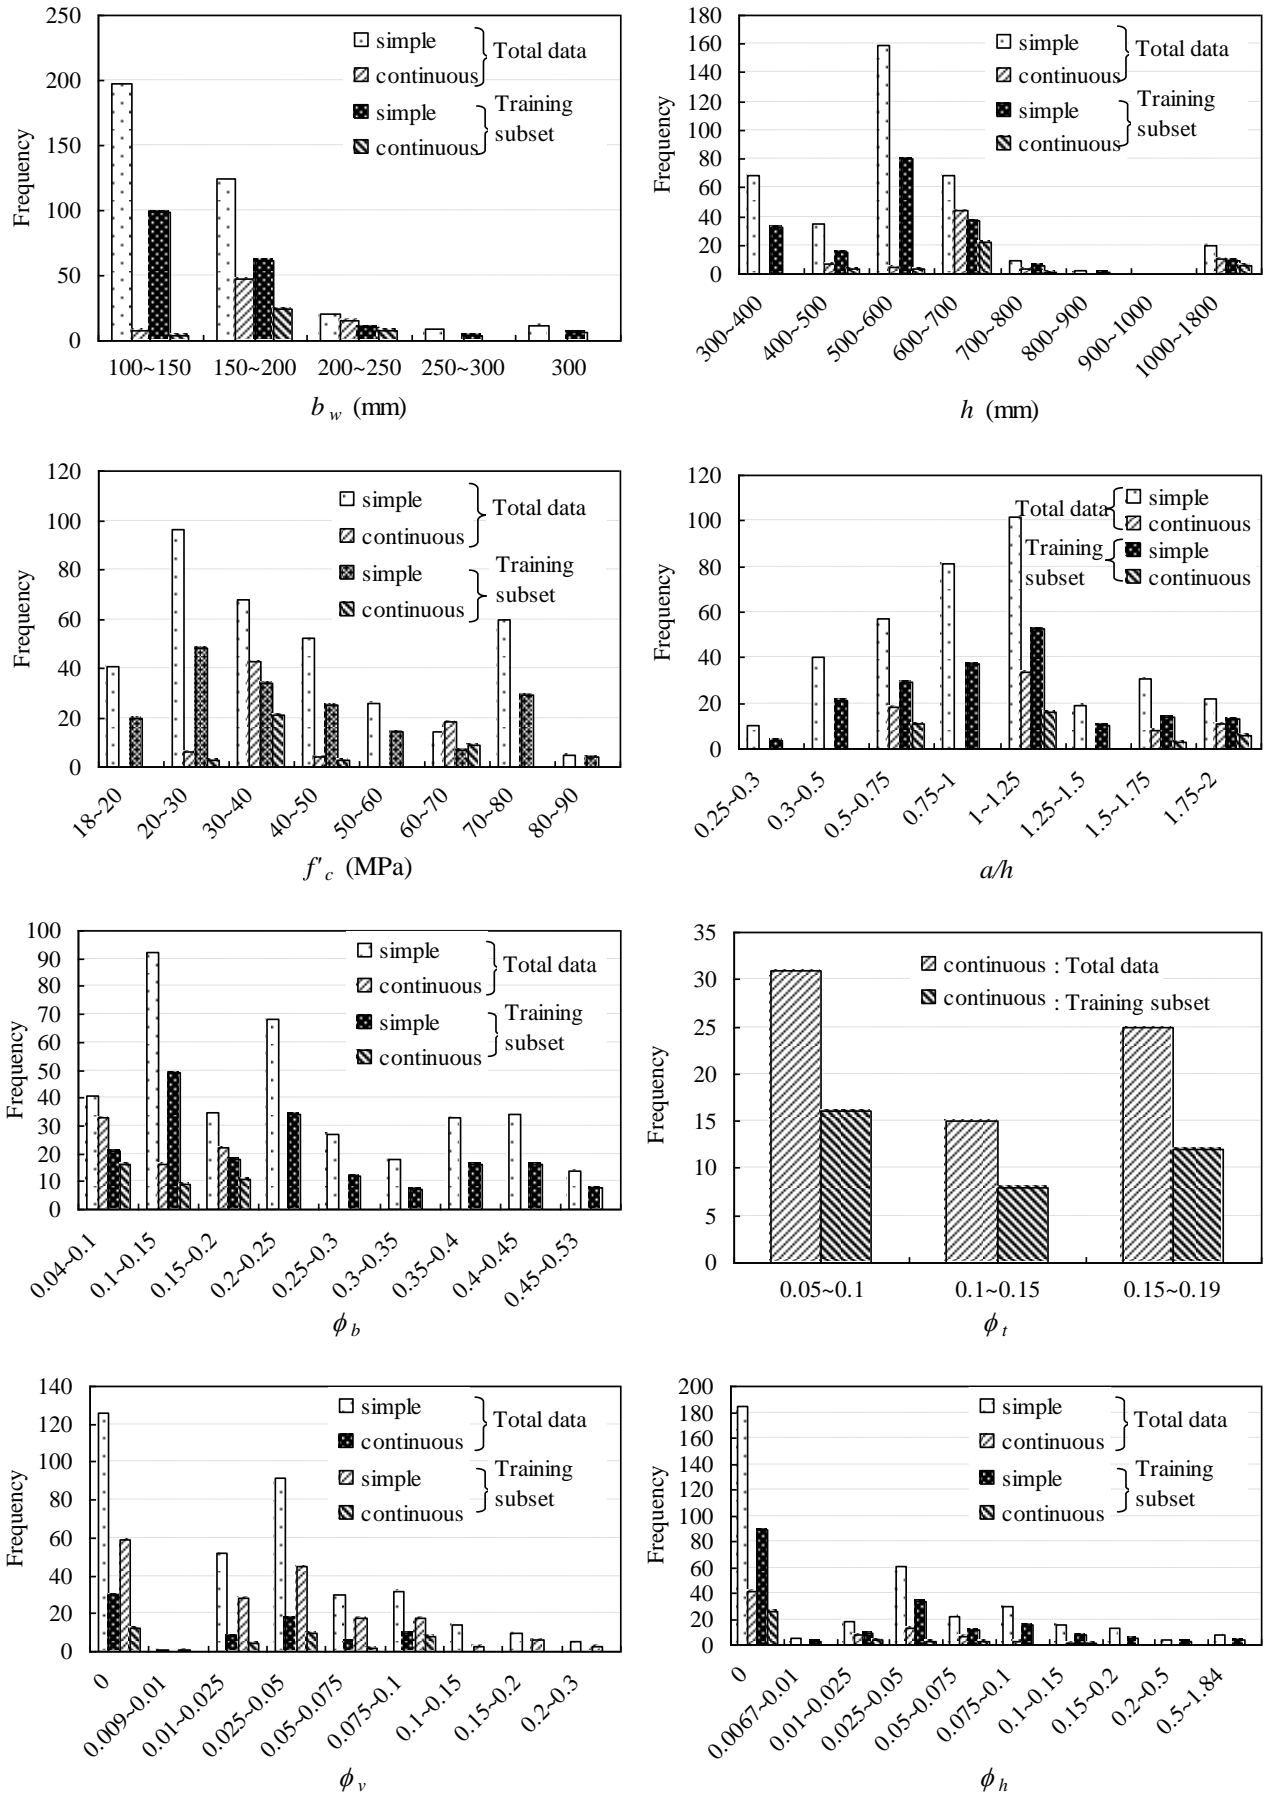 250
200
150
100
50
0
Frequency
simple
continuous
Total data
simple
continuous
Training
subset
100~150 150~200 200~250 250~300 300
b w (mm)
180
160
140
120
100
80
60
40
20
0
Frequency
simple
continuous
Total data
simple
continuous
Training
subset
300~400 400~500 500~600 600~700 700~800 800~900 900~1000 1000~1800
h (mm)
120
100
80
60
40
20
0
Frequency
simple
continuous
Total data
simple
continuous
Training
subset
18~20 20~30 30~40 40~50 50~60 60~70 70~80 80~90
f' c (MPa)
120
100
80
60
40
20
0
Frequency
Total data
simple
continuous
Training
subset
simple
continuous
0.25~0.3 0.3~0.5 0.5~0.75 0.75~1 1~1.25 1.25~1.5 1.5~1.75 1.75~2
a/h
100
90
80
70
60
50
40
30
20
10
0
Frequency
simple
continuous
Total data
simple
continuous
Training
subset
0.04~0.1 0.1~0.15 0.15~0.2 0.2~0.25 0.25~0.3 0.3~0.35 0.35~0.4 0.4~0.45 0.45~0.53
ϕ b
35
30
25
20
15
10
5
0
Frequency
continuous : Total data
continuous : Training subset
0.05~0.1 0.1~0.15 0.15~0.19
ϕ t
140
120
100
80
60
40
20
0
Frequency
simple
continuous
Total data
simple
continuous
Training
subset
0 0.009~0.01 0.01~0.025 0.025~0.05 0.05~0.075 0.075~0.1 0.1~0.15 0.15~0.2 0.2~0.3
ϕ v
200
180
160
140
120
100
80
60
40
20
0
Frequency
simple
continuous
Total data
simple
continuous
Training
subset
0 0.0067~0.01 0.01~0.025 0.025~0.05 0.05~0.075 0.075~0.1 0.1~0.15 0.15~0.2 0.2~0.5 0.5~1.84
ϕ h